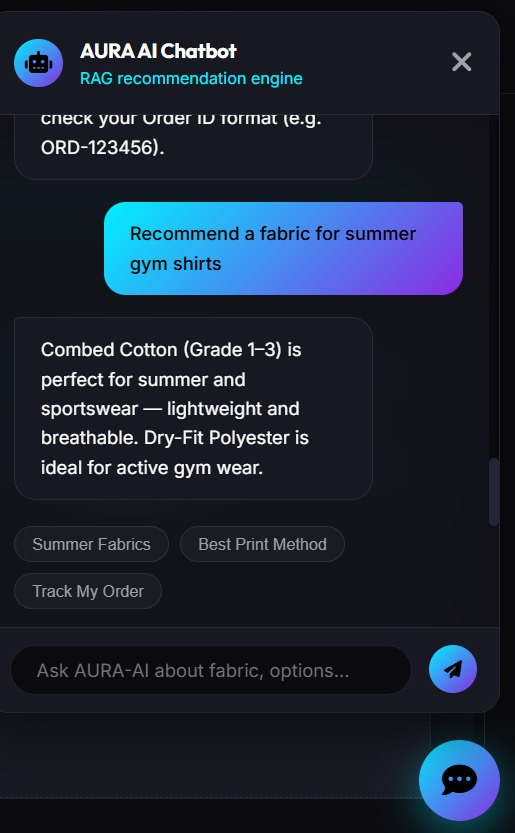 AURA AI Chatbot
RAG recommendation engine
check your Order ID format (e.g.
ORD-123456).
Recommend a fabric for summer
gym shirts
Combed Cotton (Grade 1–3) is
perfect for summer and
sportswear — lightweight and
breathable. Dry-Fit Polyester is
ideal for active gym wear.
Summer Fabrics
Best Print Method
Track My Order
Ask AURA-AI about fabric, options...